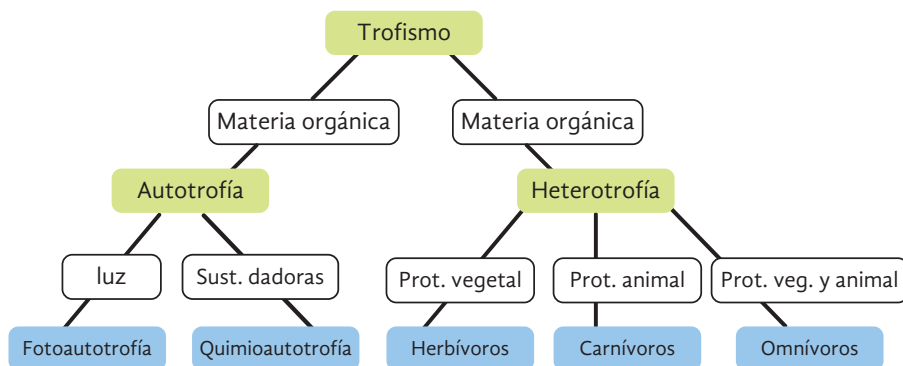 Trofismo
Materia orgánica
Materia orgánica
Autotrofía
Heterotrofía
luz
Sust. dadoras
Prot. vegetal
Prot. animal
Prot. veg. y animal
Fotoautotrofía
Quimioautotrofía
Herbívoros
Carnívoros
Omnívoros